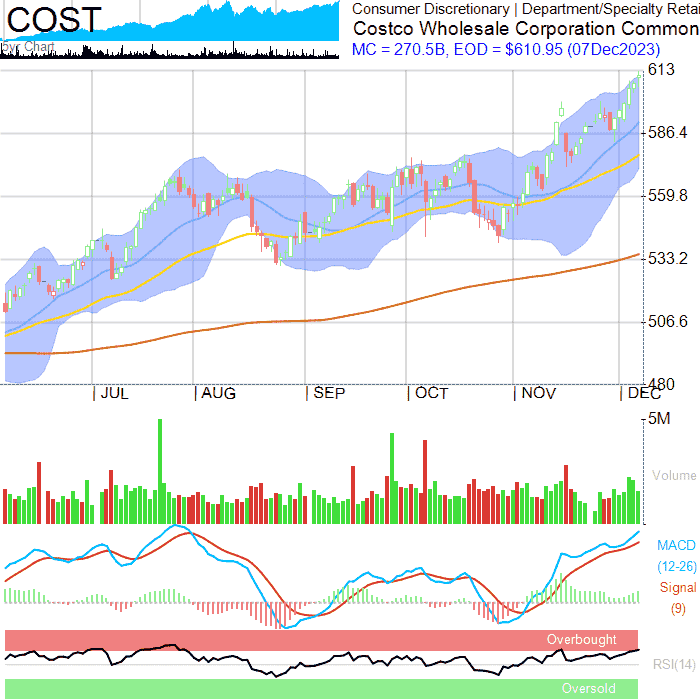 COST
Consumer Discretionary | Department/Specialty Retai
Costco Wholesale Corporation Common
MC = 270.5B, EOD = $610.95 (07Dec2023)
Chart
613
586.4
559.8
533.2
506.6
480
JUL AUG SEP OCT NOV DEC
5M
Volume
MACD
(12-26)
Signal
(9)
Overbought
RSI(14)
Oversold